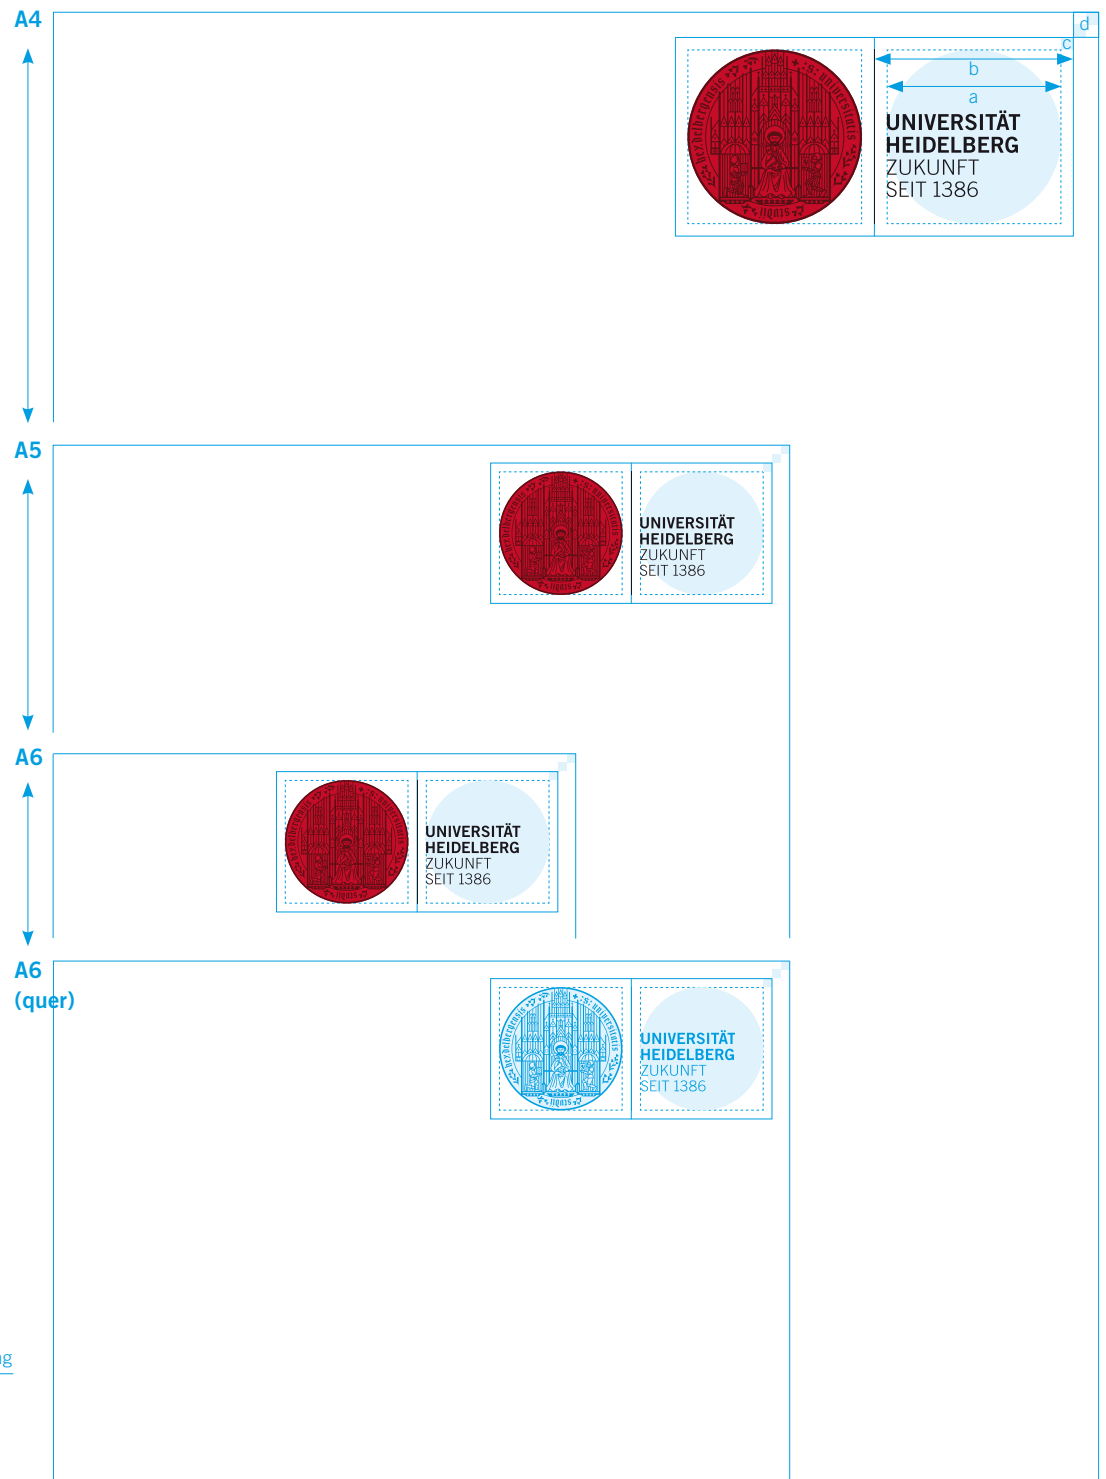 A4
d
c
b
a
UNIVERSITÄT
HEIDELBERG
ZUKUNFT
SEIT 1386
A5
UNIVERSITÄT
HEIDELBERG
ZUKUNFT
SEIT 1386
A6
UNIVERSITÄT
HEIDELBERG
ZUKUNFT
SEIT 1386
A6
(quer)
UNIVERSITÄT
HEIDELBERG
ZUKUNFT
SEIT 1386